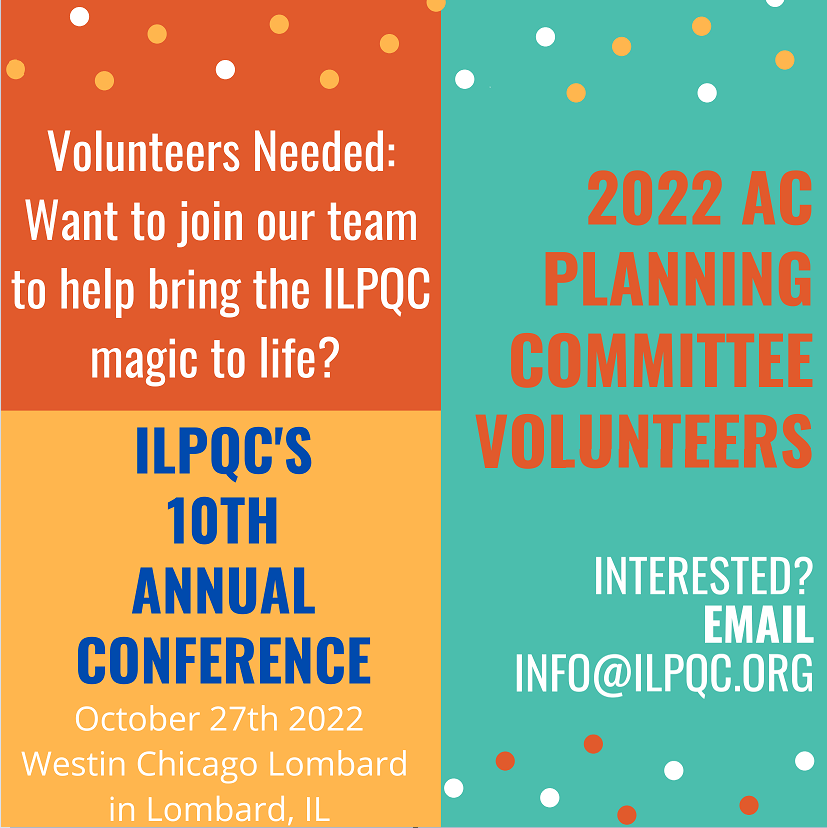 Volunteers Needed:
Want to join our team
to help bring the ILPQC
magic to life?
ILPQC'S
10TH
ANNUAL
CONFERENCE
October 27th 2022
Westin Chicago Lombard
in Lombard, IL
2022 AC
PLANNING
COMMITTEE
VOLUNTEERS
INTERESTED?
EMAIL
INFO@ILPQC.ORG